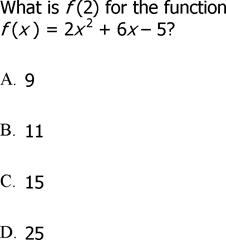 What is f(2) for the function
f(x) = 2x² + 6x – 5?
A. 9
B. 11
C. 15
D. 25